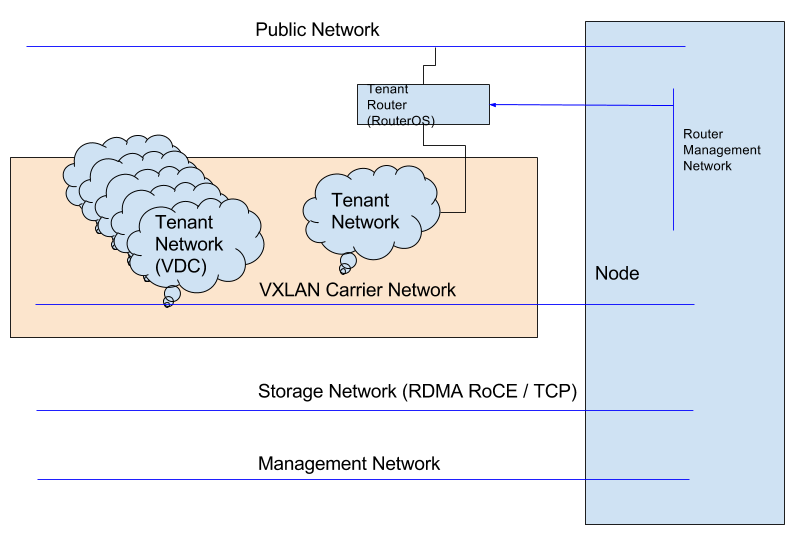 Public Network
Tenant
Router
(RouterOS)
Router
Management
Network
Tenant
Network
(VDC)
Tenant
Network
Node
VXLAN Carrier Network
Storage Network (RDMA RoCE / TCP)
Management Network